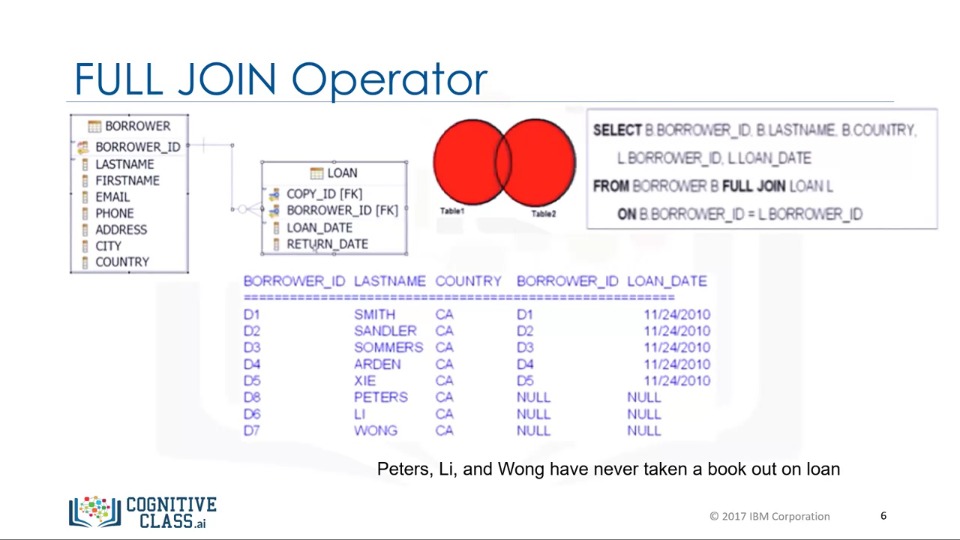 FULL JOIN Operator
BORROWER
BORROWER_ID
LASTNAME
FIRSTNAME
EMAIL
PHONE
ADDRESS
CITY
COUNTRY
LOAN
COPY_ID [FK]
BORROWER_ID [FK]
LOAN_DATE
RETURN_DATE
Table1
Table2
SELECT B.BORROWER_ID, B.LASTNAME, B.COUNTRY,
L.BORROWER_ID, L.LOAN_DATE
FROM BORROWER B FULL JOIN LOAN L
ON B.BORROWER_ID = L.BORROWER_ID
BORROWER_ID LASTNAME COUNTRY BORROWER_ID LOAN_DATE
========================================================
D1 SMITH CA D1 11/24/2010
D2 SANDLER CA D2 11/24/2010
D3 SOMMERS CA D3 11/24/2010
D4 ARDEN CA D4 11/24/2010
D5 XIE CA D5 11/24/2010
D8 PETERS CA NULL NULL
D6 LI CA NULL NULL
D7 WONG CA NULL NULL
Peters, Li, and Wong have never taken a book out on loan
COGNITIVE
CLASS.ai
© 2017 IBM Corporation
6